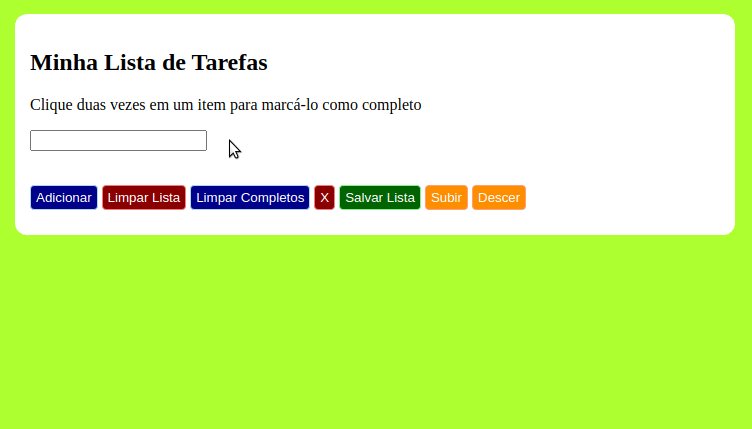 Minha Lista de Tarefas
Clique duas vezes em um item para marcá-lo como completo
Adicionar Limpar Lista Limpar Completos X Salvar Lista Subir Descer